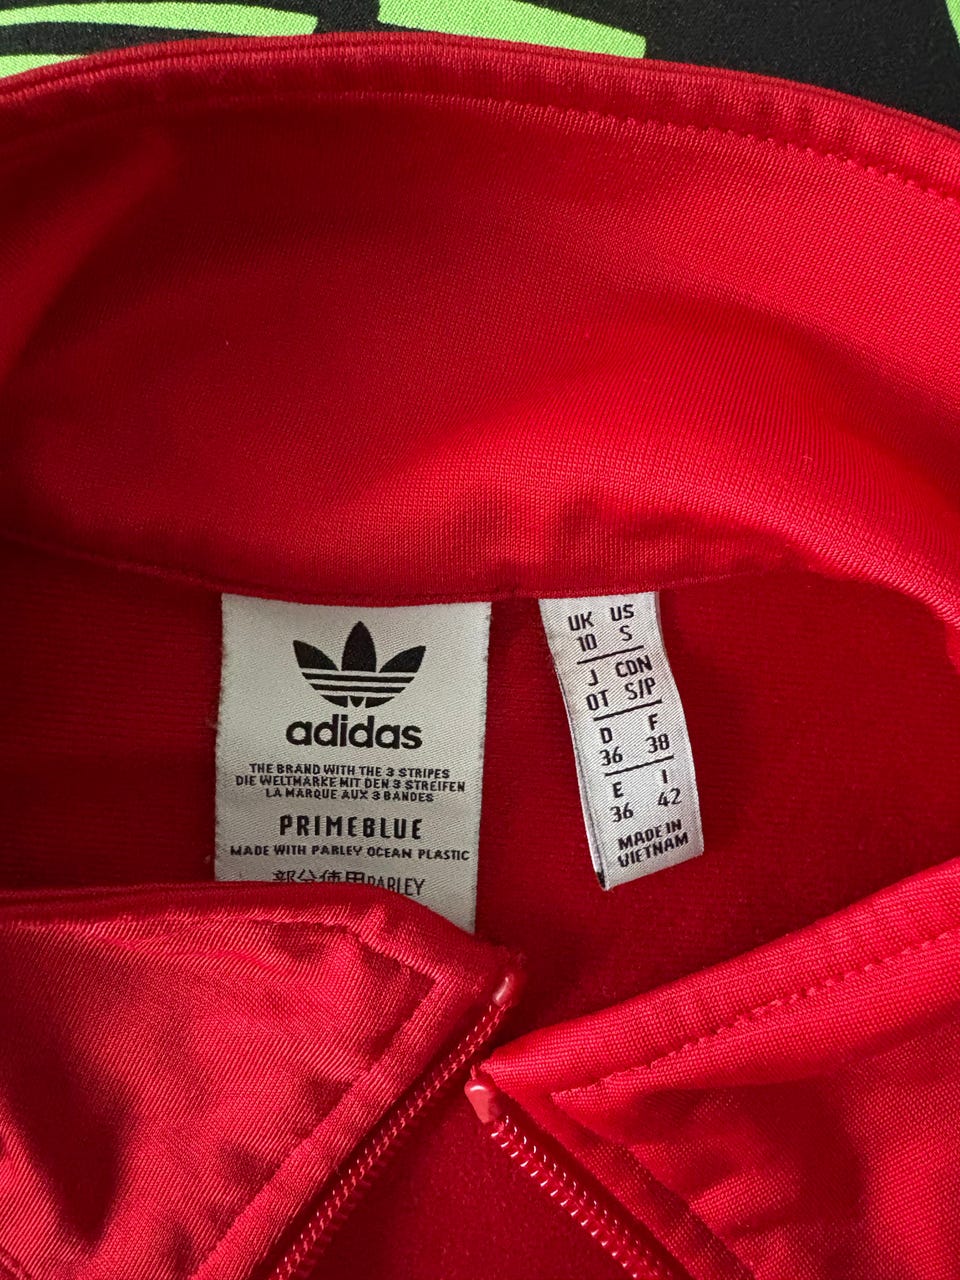 adidas
THE BRAND WITH THE 3 STRIPES
DIE WELTMARKE MIT DEN 3 STREIFEN
LA MARQUE AUX 3 BANDES
PRIMEBLUE
MADE WITH PARLEY OCEAN PLASTIC
部分使用PARLEY
UK US
10 S
J CDN
OT S/P
D F
36 38
E I
36 42
MADE IN
VIETNAM